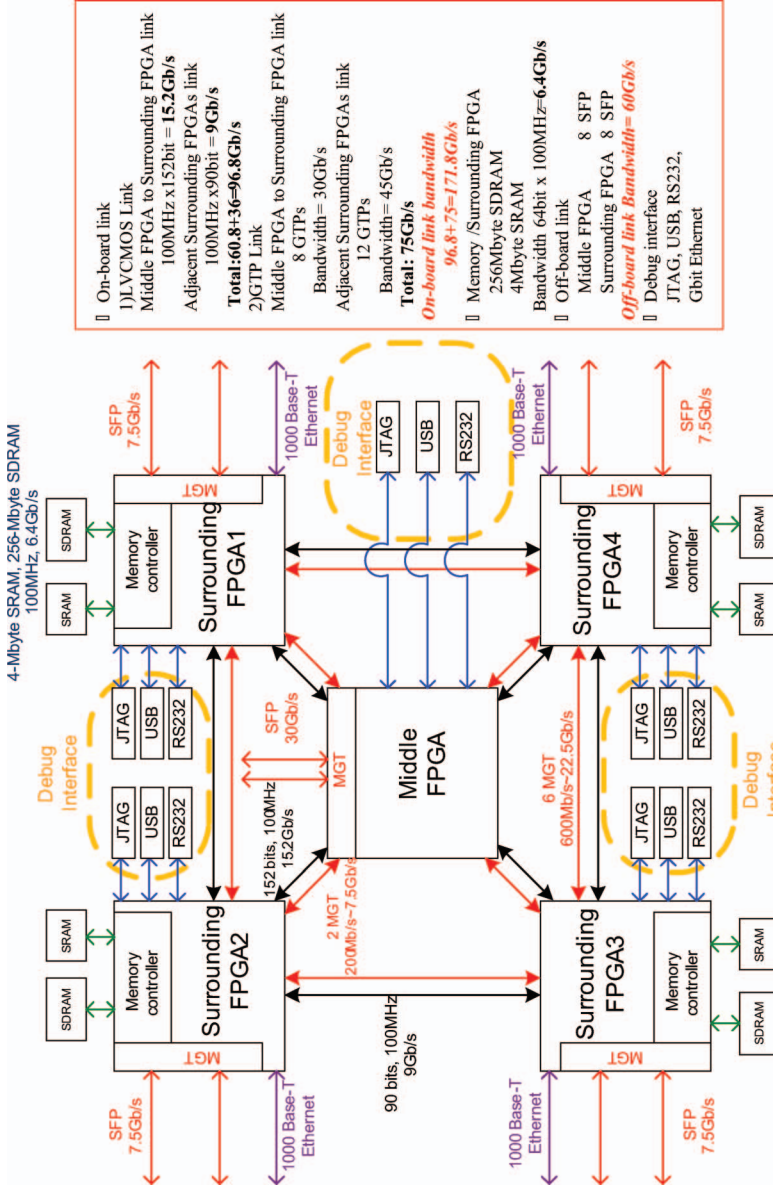 4-Mbyte SRAM, 256-Mbyte SDRAM
100MHz, 6.4Gb/s
SDRAM
SRAM
Debug
Interface
SRAM
SDRAM
SFP
7.5Gb/s
MGT
Memory
controller
Surrounding
FPGA2
JTAG
USB
RS232
JTAG
USB
RS232
Memory
controller
MGT
Surrounding
FPGA1
SFP
7.5Gb/s
1000 Base-T
Ethernet
1000 Base-T
Ethernet
152 bits, 100MHz
15.2Gb/s
SFP
30Gb/s
2 MGT
200Mb/s~7.5Gb/s
MGT
Middle
FPGA
Debug
Interface
JTAG
USB
RS232
90 bits, 100MHz
9Gb/s
6 MGT
600Mb/s~22.5Gb/s
1000 Base-T
Ethernet
1000 Base-T
Ethernet
Surrounding
FPGA3
Memory
controller
MGT
SFP
7.5Gb/s
JTAG
USB
RS232
JTAG
USB
RS232
Surrounding
FPGA4
Memory
controller
MGT
SFP
7.5Gb/s
SDRAM
SRAM
Debug
SRAM
SDRAM
On-board link
1)LVCMOS Link
Middle FPGA to Surrounding FPGA link
100MHz x152bit = 15.2Gb/s
Adjacent Surrounding FPGAs link
100MHz x90bit = 9Gb/s
Total:60.8+36=96.8Gb/s
2)GTP Link
Middle FPGA to Surrounding FPGA link
8 GTPs
Bandwidth= 30Gb/s
Adjacent Surrounding FPGAs link
12 GTPs
Bandwidth= 45Gb/s
Total: 75Gb/s
On-board link bandwidth
96.8+75=171.8Gb/s
Memory /Surrounding FPGA
256Mbyte SDRAM
4Mbyte SRAM
Bandwidth 64bit x 100MHz=6.4Gb/s
Off-board link
Middle FPGA 8 SFP
Surrounding FPGA 8 SFP
Off-board link Bandwidth= 60Gb/s
Debug interface
JTAG, USB, RS232,
Gbit Ethernet